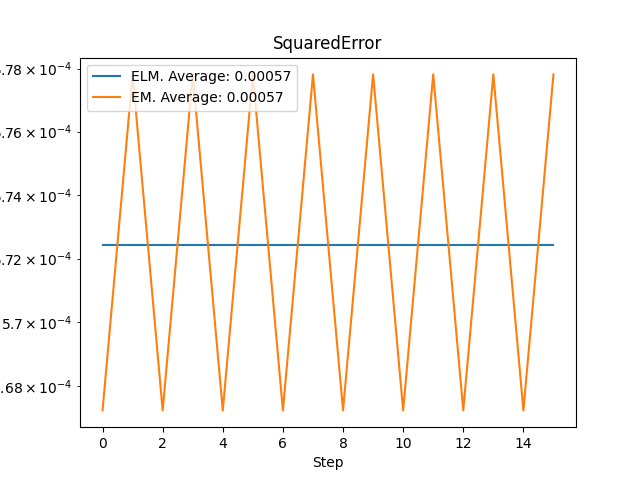 SquaredError
ELM. Average: 0.00057
EM. Average: 0.00057
.78 × 10⁻⁴
.76 × 10⁻⁴
.74 × 10⁻⁴
.72 × 10⁻⁴
5.7 × 10⁻⁴
.68 × 10⁻⁴
0 2 4 6 8 10 12 14
Step